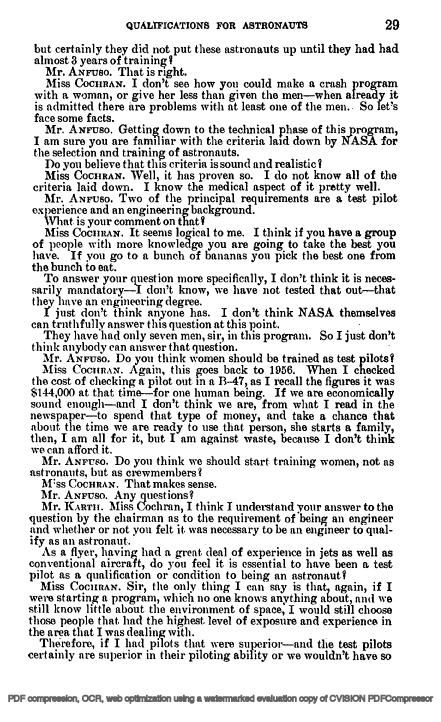 QUALIFICATIONS FOR ASTRONAUTS 29
but certainly they did not put these astronauts up until they had had
almost 3 years of training?
Mr. ANFUSO. That is right.
Miss COCHRAN. I don't see how you could make a crash program
with a woman, or give her less than given the men—when already it
is admitted there are problems with at least one of the men. So let's
face some facts.
Mr. ANFUSO. Getting down to the technical phase of this program,
I am sure you are familiar with the criteria laid down by NASA for
the selection and training of astronauts.
Do you believe that this criteria is sound and realistic?
Miss COCHRAN. Well, it has proven so. I do not know all of the
criteria laid down. I know the medical aspect of it pretty well.
Mr. ANFUSO. Two of the principal requirements are a test pilot
experience and an engineering background.
What is your comment on that?
Miss COCHRAN. It seems logical to me. I think if you have a group
of people with more knowledge you are going to take the best you
have. If you go to a bunch of bananas you pick the best one from
the bunch to eat.
To answer your question more specifically, I don't think it is neces-
sarily mandatory—I don't know, we have not tested that out—that
they have an engineering degree.
I just don't think anyone has. I don't think NASA themselves
can truthfully answer this question at this point.
They have had only seven men, sir, in this program. So I just don't
think anybody can answer that question.
Mr. ANFUSO. Do you think women should be trained as test pilots?
Miss COCHRAN. Again, this goes back to 1956. When I checked
the cost of checking a pilot out in a B-47, as I recall the figures it was
$144,000 at that time—for one human being. If we are economically
sound enough—and I don't think we are, from what I read in the
newspaper—to spend that type of money, and take a chance that
about the time we are ready to use that person, she starts a family,
then, I am all for it, but I am against waste, because I don't think
we can afford it.
Mr. ANFUSO. Do you think we should start training women, not as
astronauts, but as crewmembers?
M:ss COCHRAN. That makes sense.
Mr. ANFUSO. Any questions?
Mr. KARTH. Miss Cochran, I think I understand your answer to the
question by the chairman as to the requirement of being an engineer
and whether or not you felt it was necessary to be an engineer to qual-
ify as an astronaut.
As a flyer, having had a great deal of experience in jets as well as
conventional aircraft, do you feel it is essential to have been a test
pilot as a qualification or condition to being an astronaut?
Miss COCHRAN. Sir, the only thing I can say is that, again, if I
were starting a program, which no one knows anything about, and we
still know little about the environment of space, I would still choose
those people that had the highest level of exposure and experience in
the area that I was dealing with.
Therefore, if I had pilots that were superior—and the test pilots
certainly are superior in their piloting ability or we wouldn't have so
PDF compression, OCR, web optimization using a watermarked evaluation copy of CVISION PDFCompressor